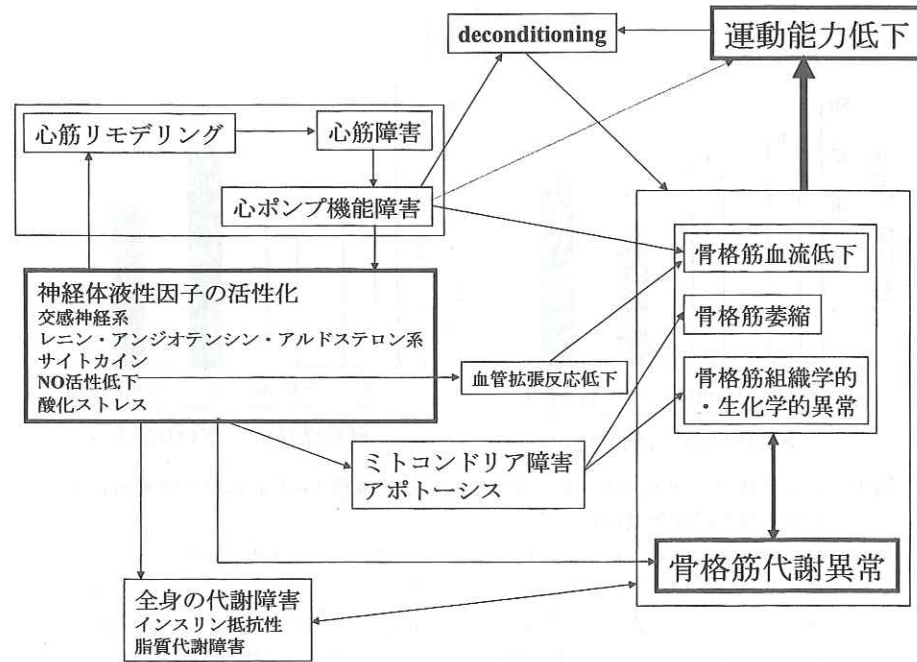 deconditioning
運動能力低下
心筋リモデリング
心筋障害
心ポンプ機能障害
神経体液性因子の活性化
交感神経系
レニン・アンジオテンシン・アルドステロン系
サイトカイン
NO活性低下
酸化ストレス
血管拡張反応低下
骨格筋血流低下
骨格筋萎縮
骨格筋組織学的
・生化学的異常
ミトコンドリア障害
アポトーシス
骨格筋代謝異常
全身の代謝障害
インスリン抵抗性
脂質代謝障害